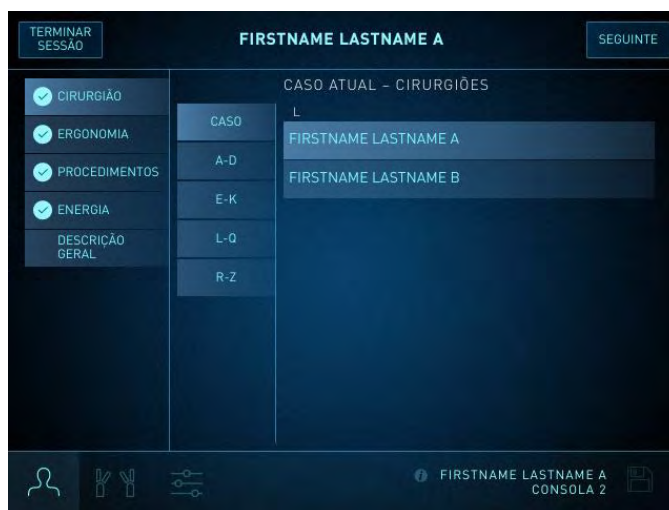 TERMINAR
SESSÃO
FIRSTNAME LASTNAME A
SEGUINTE
CIRURGIÃO
ERGONOMIA
PROCEDIMENTOS
ENERGIA
DESCRIÇÃO
GERAL
CASO
A-D
E-K
L-Q
R-Z
CASO ATUAL – CIRURGIÕES
L
FIRSTNAME LASTNAME A
FIRSTNAME LASTNAME B
FIRSTNAME LASTNAME A
CONSOLA 2